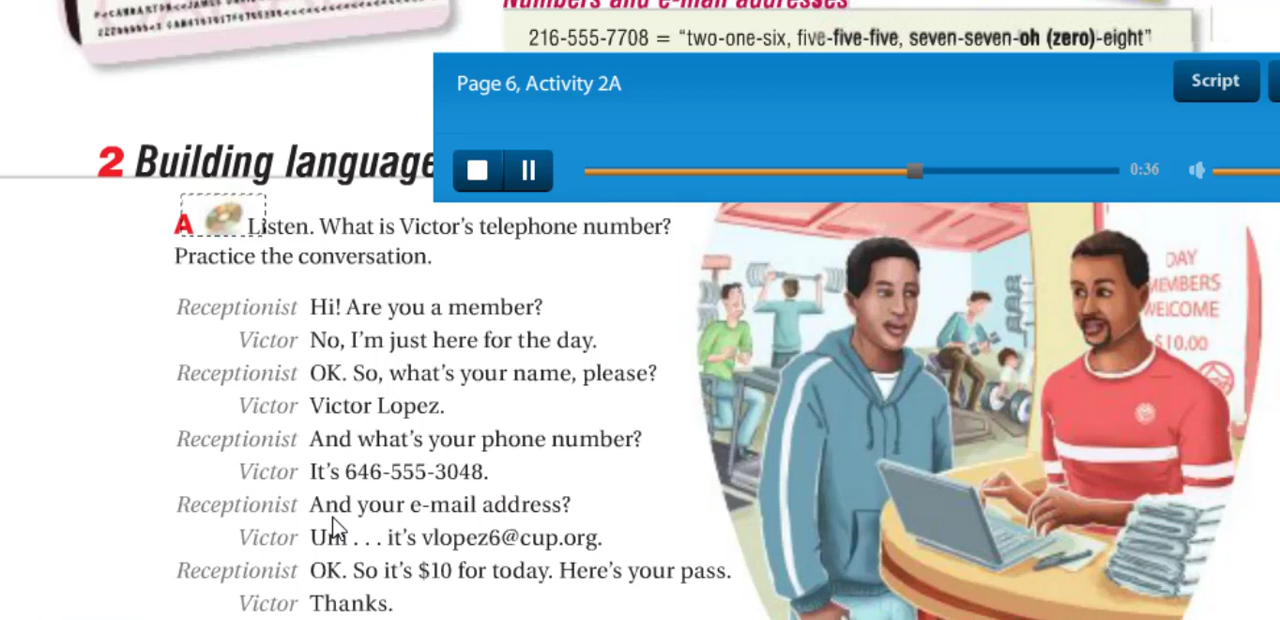 Numbers and e-mail addresses
216-555-7708 = “two-one-six, five-five-five, seven-seven-oh (zero)-eight”
Page 6, Activity 2A
Script
0:36
2 Building language
A Listen. What is Victor’s telephone number?
Practice the conversation.
Receptionist Hi! Are you a member?
Victor No, I’m just here for the day.
Receptionist OK. So, what’s your name, please?
Victor Victor Lopez.
Receptionist And what’s your phone number?
Victor It’s 646-555-3048.
Receptionist And your e-mail address?
Victor Um . . . it’s vlopez6@cup.org.
Receptionist OK. So it’s $10 for today. Here’s your pass.
Victor Thanks.
DAY
MEMBERS
WELCOME
$10.00